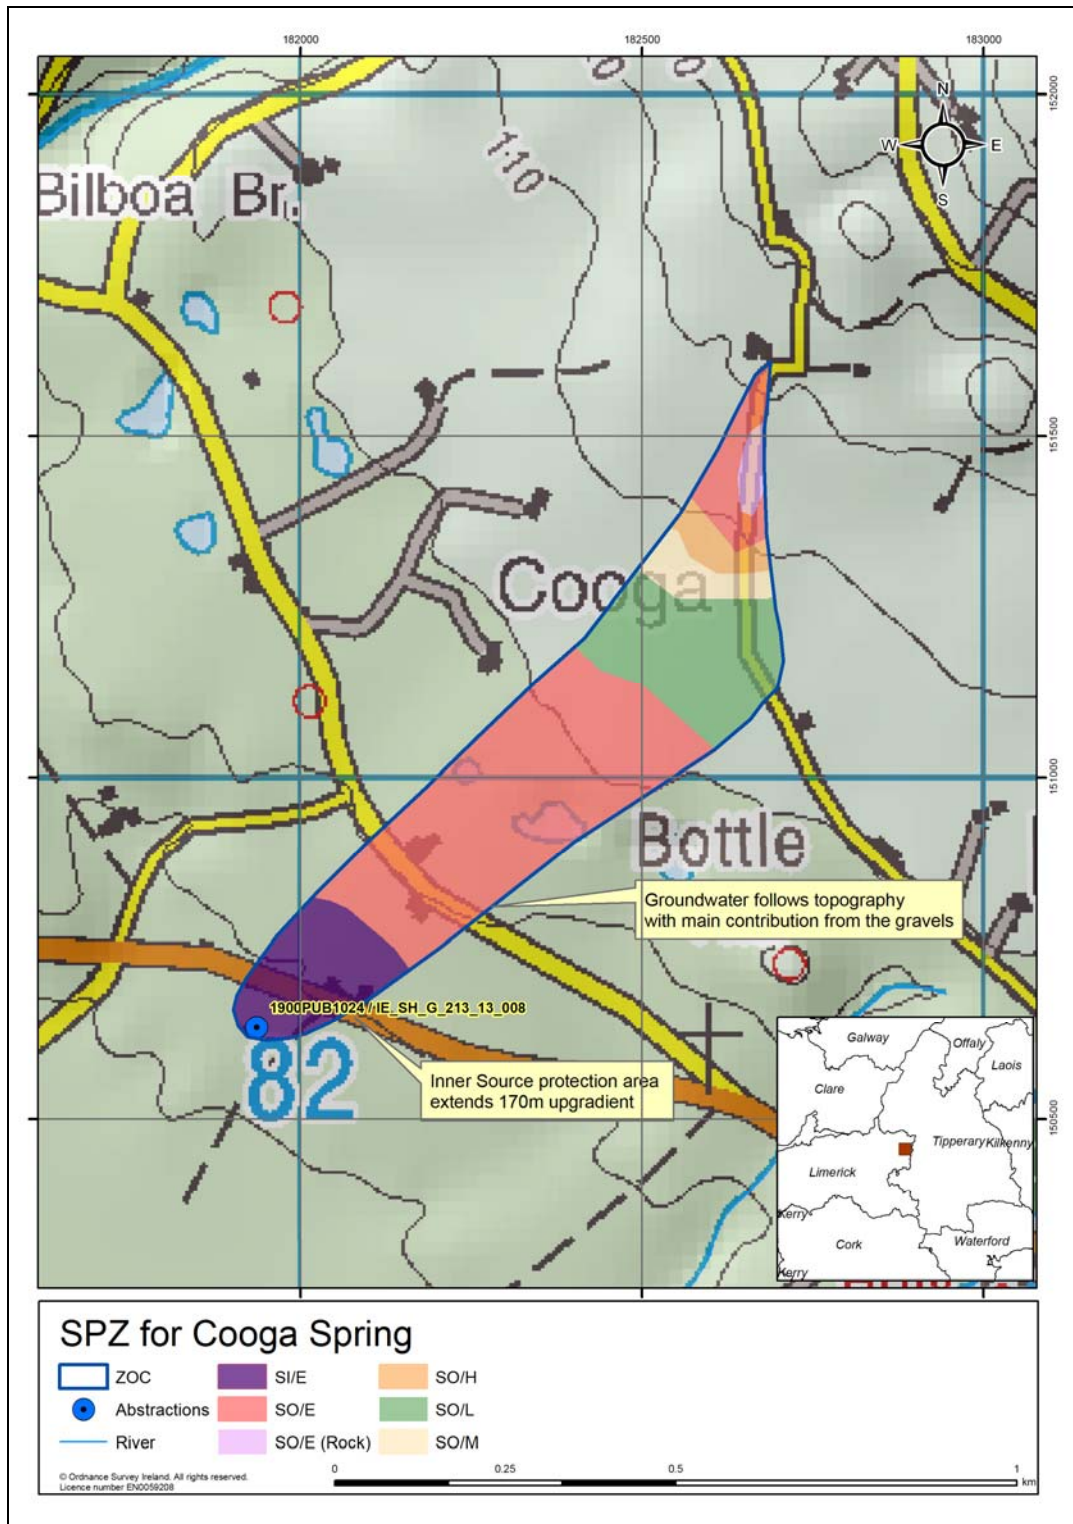 182000
182500
183000
152000
151500
151000
150500
N
W
E
S
110
Bilboa Br.
Cooga
Bottle
Groundwater follows topography
with main contribution from the gravels
1900PUB1024 / IE_SH_G_213_13_008
82
Inner Source protection area
extends 170m upgradient
Galway
Offaly
Laois
Clare
Tipperary
Kilkenny
Limerick
Kerry
Cork
Waterford
Kerry
SPZ for Cooga Spring
ZOC
SI/E
SO/H
Abstractions
SO/E
SO/L
River
SO/E (Rock)
SO/M
© Ordnance Survey Ireland. All rights reserved.
Licence number EN0059208
0
0.25
0.5
1
km